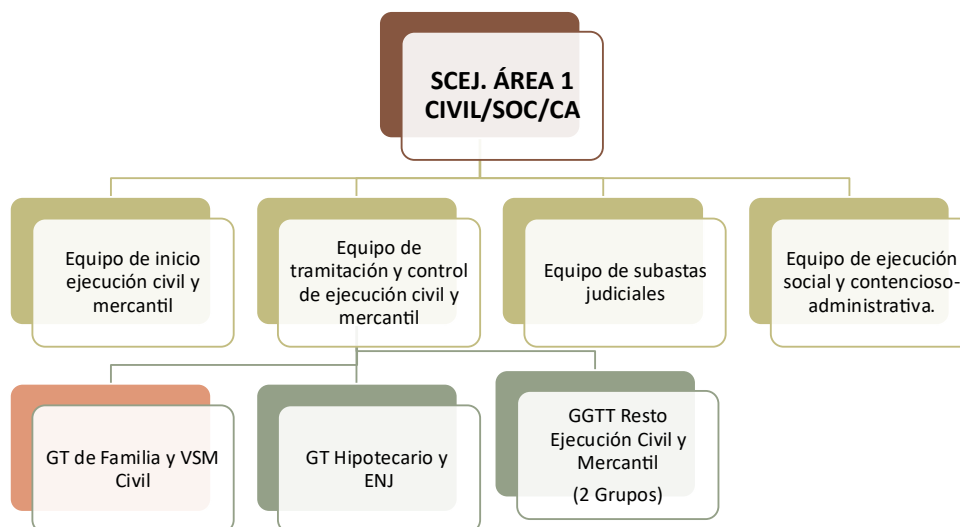 SCEJ. ÁREA 1
CIVIL/SOC/CA
Equipo de inicio
ejecución civil y
mercantil
Equipo de
tramitación y control
de ejecución civil y
mercantil
Equipo de subastas
judiciales
Equipo de ejecución
social y contencioso-
administrativa.
GT de Familia y VSM
Civil
GT Hipotecario y
ENJ
GGTT Resto
Ejecución Civil y
Mercantil
(2 Grupos)